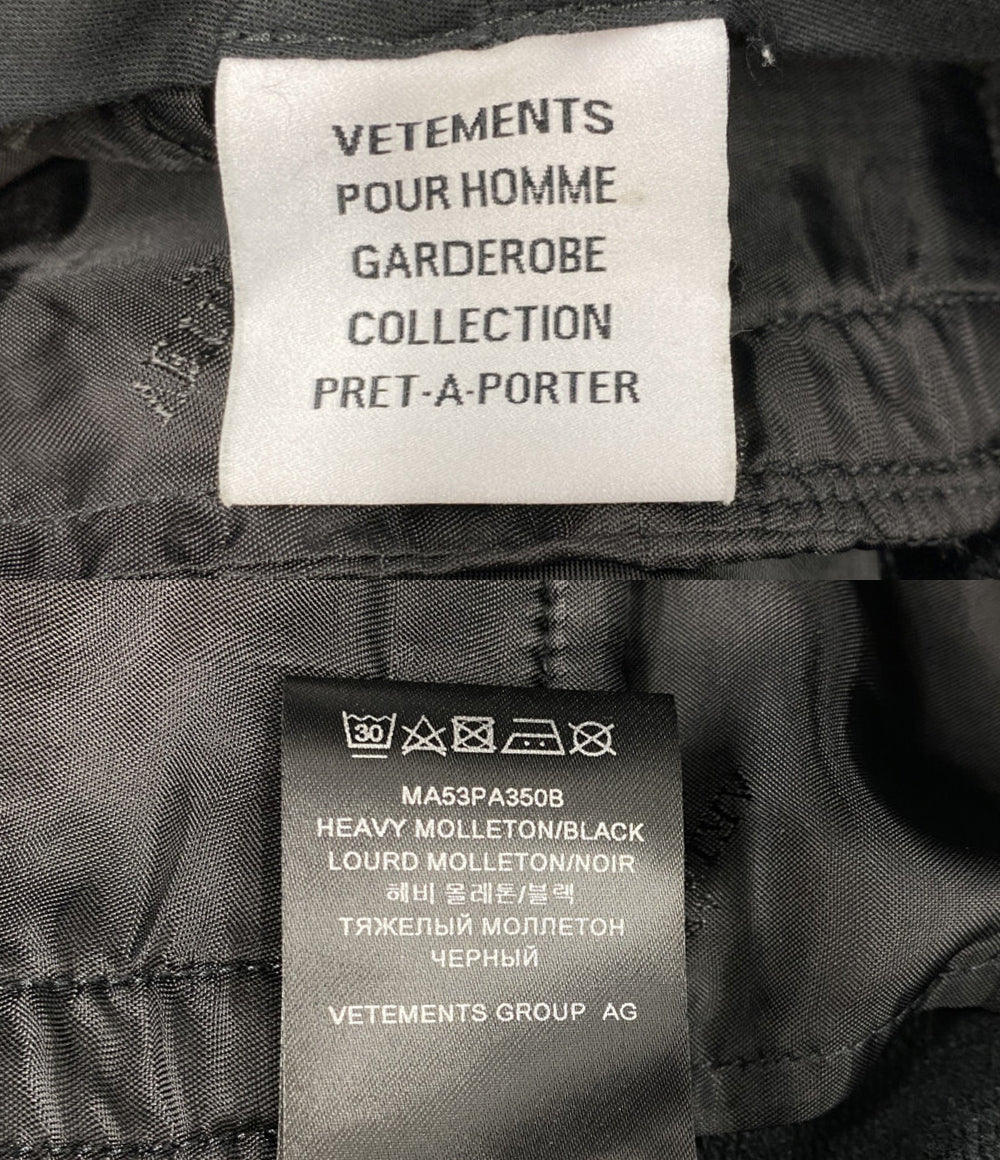 VETEMENTS
POUR HOMME
GARDEROBE
COLLECTION
PRET-A-PORTER
30
MA53PA350B
HEAVY MOLLETON/BLACK
LOURD MOLLETON/NOIR
헤비 몰레톤/블랙
ТЯЖЕЛЫЙ МОЛЛЕТОН
ЧЕРНЫЙ
VETEMENTS GROUP AG